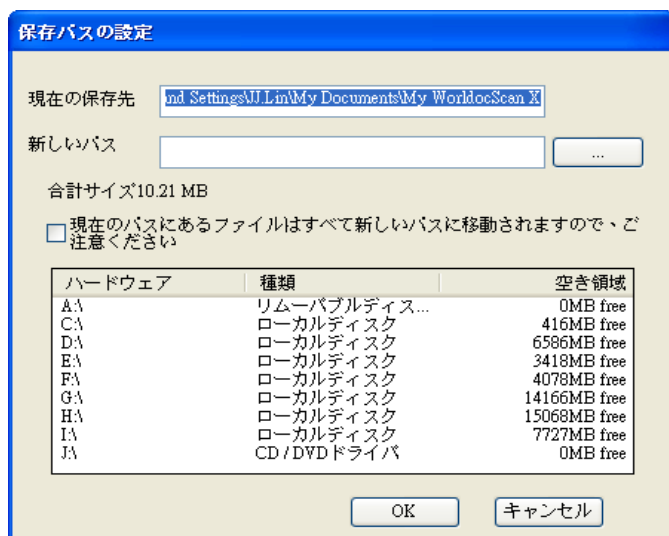 保存パスの設定
現在の保存先 nd Settings\JJ.Lin\My Documents\My WorldocScan X
新しいパス ...
合計サイズ10.21 MB
現在のパスにあるファイルはすべて新しいパスに移動されますので、ご
注意ください
ハードウェア 種類 空き領域
A:\ リムーバブルディス... 0MB free
C:\ ローカルディスク 416MB free
D:\ ローカルディスク 6586MB free
E:\ ローカルディスク 3418MB free
F:\ ローカルディスク 4078MB free
G:\ ローカルディスク 14166MB free
H:\ ローカルディスク 15068MB free
I:\ ローカルディスク 7727MB free
J:\ CD / DVDドライバ 0MB free
OK キャンセル